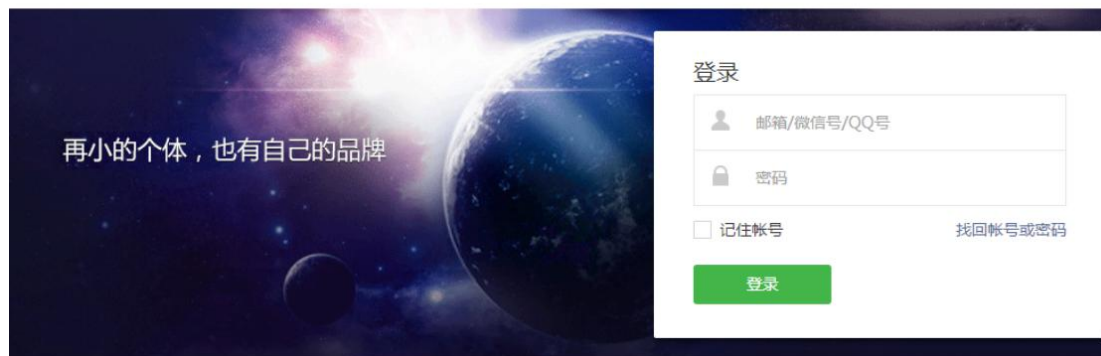 再小的个体，也有自己的品牌
登录
邮箱/微信号/QQ号
密码
记住帐号
找回帐号或密码
登录